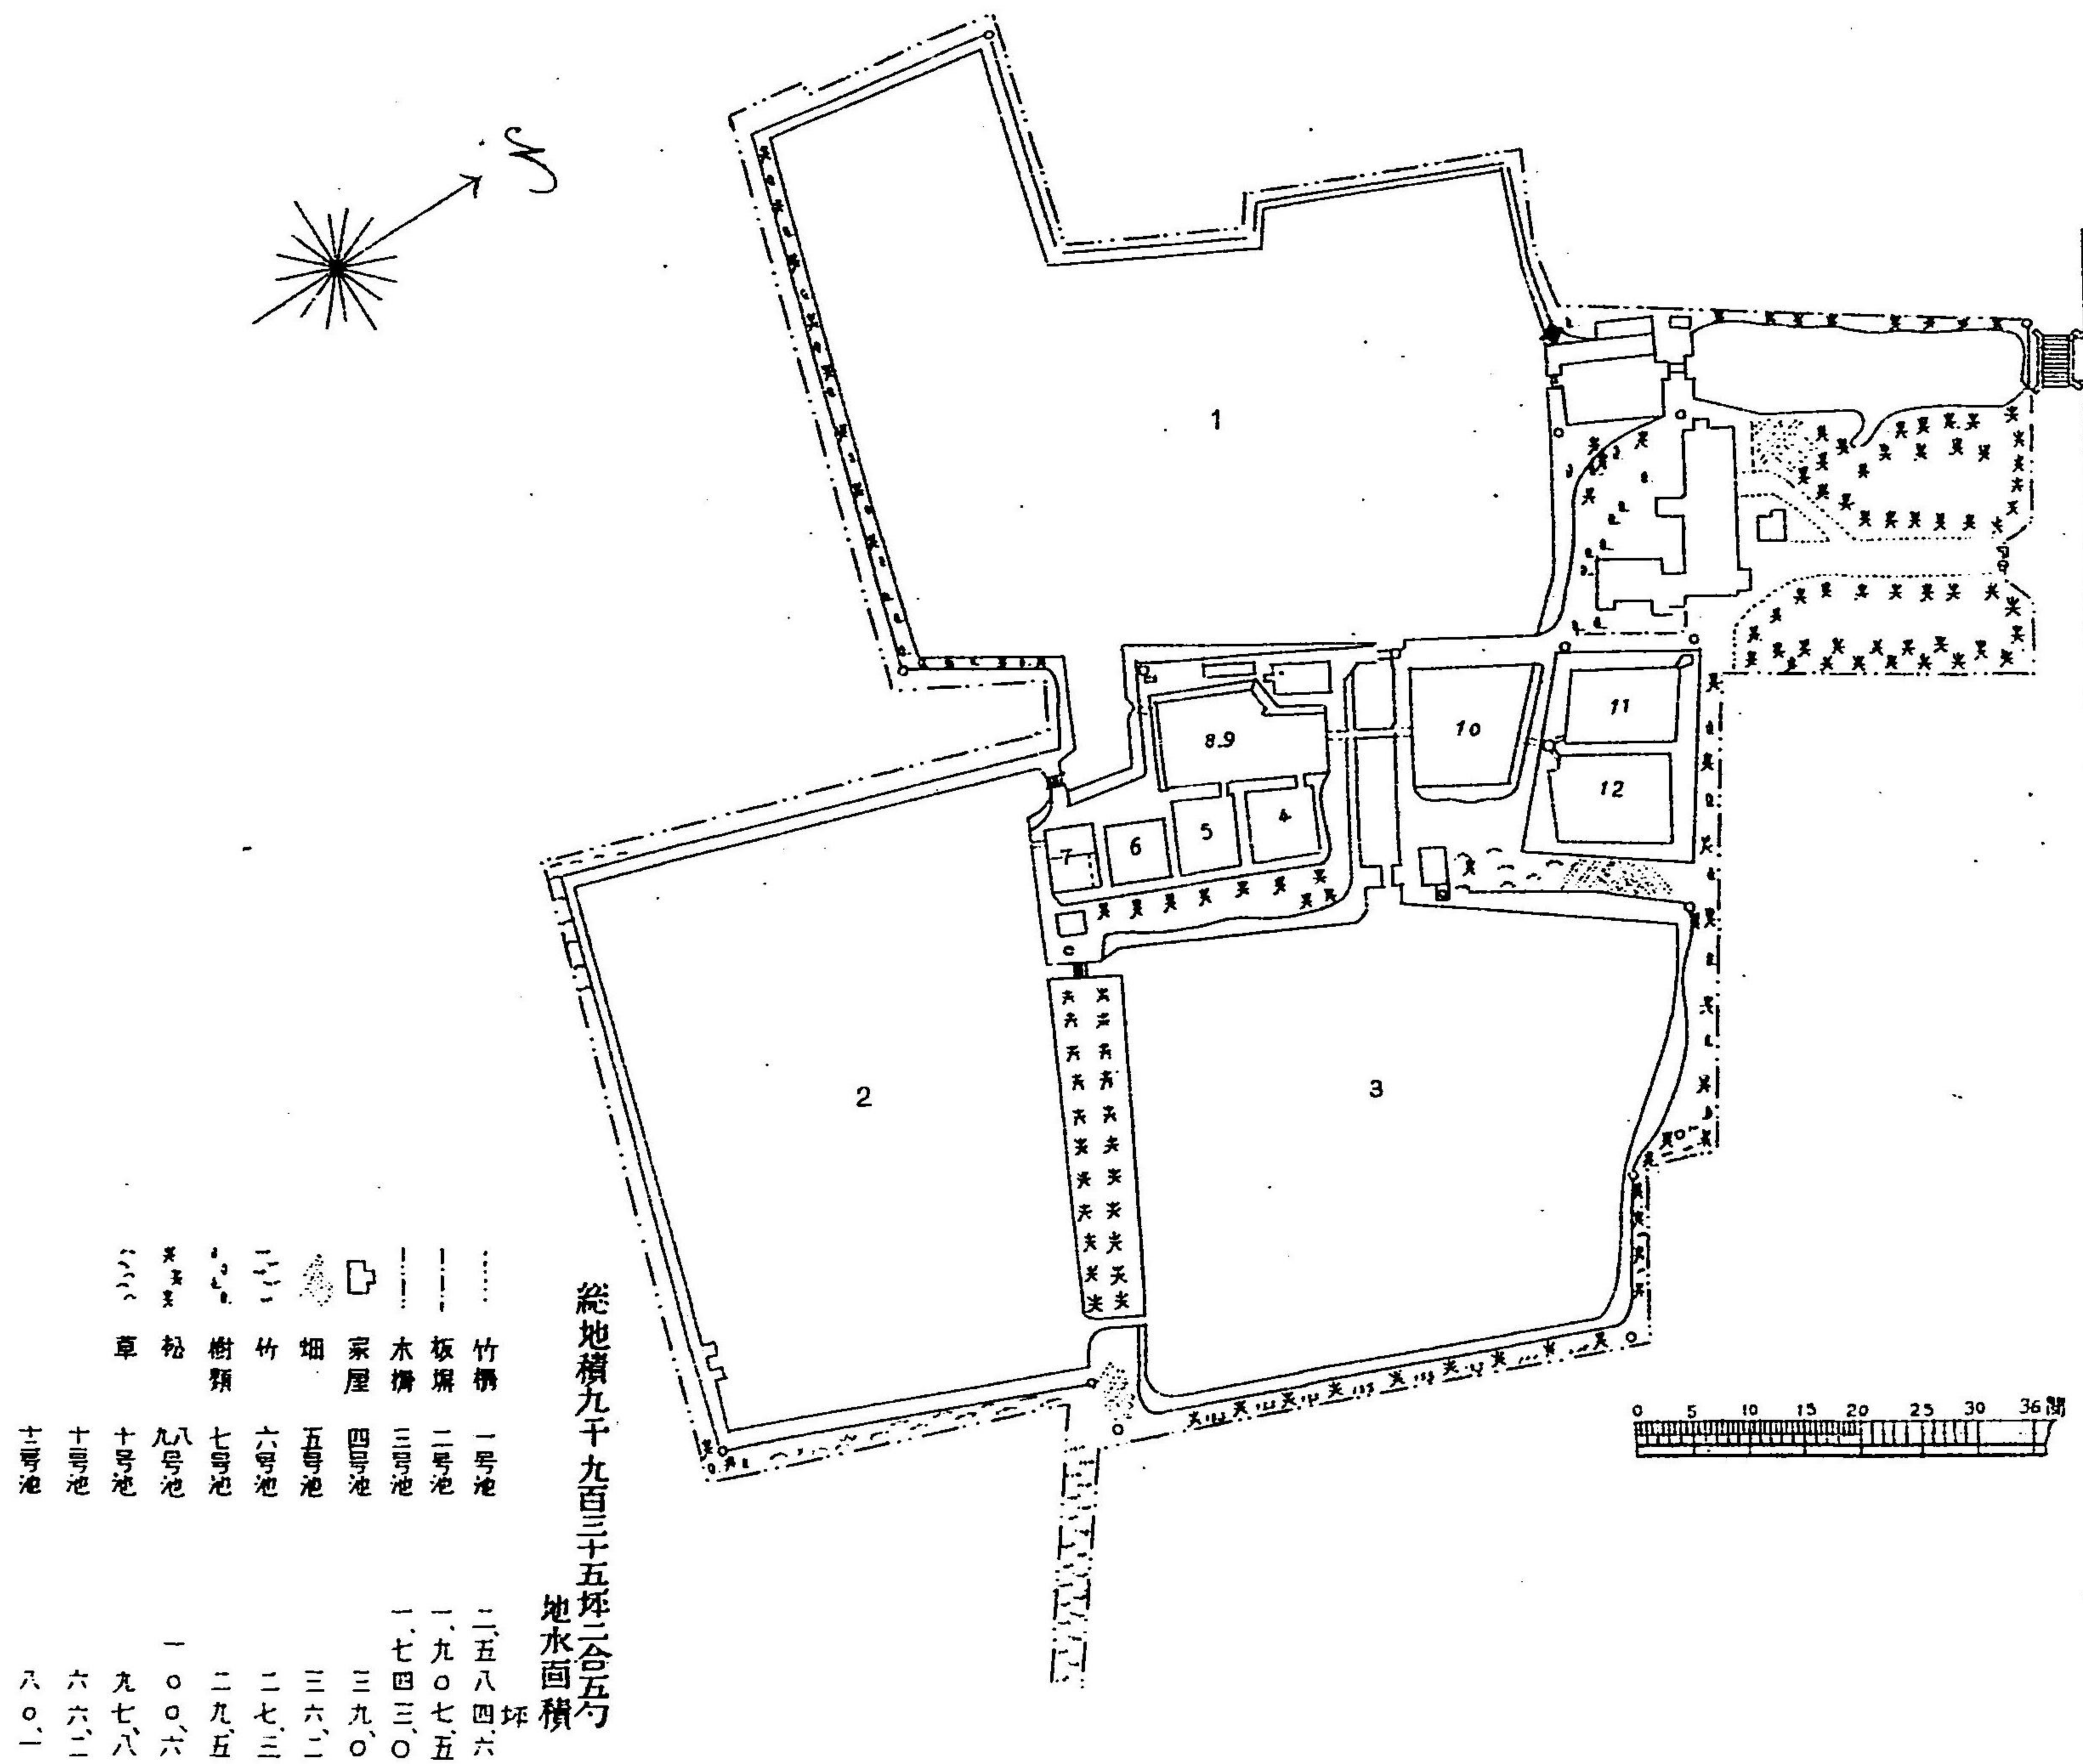 N
1
2
3
4
5
6
7
8.9
10
11
12
0 5 10 15 20 25 30 36間
総地積九千九百三十五坪二合五勺
池水面積
坪
竹柵
板塀
木柵
家屋
畑
竹
樹類
松
草
一号池 二、五八四、六
二号池 一、九〇七、五
三号池 一、七四三、〇
四号池 三九、〇
五号池 三六、二
六号池 二七、三
七号池 二九、五
八九号池 一〇〇、六
十号池 九七、八
十一号池 六六、二
十二号池 八〇、一